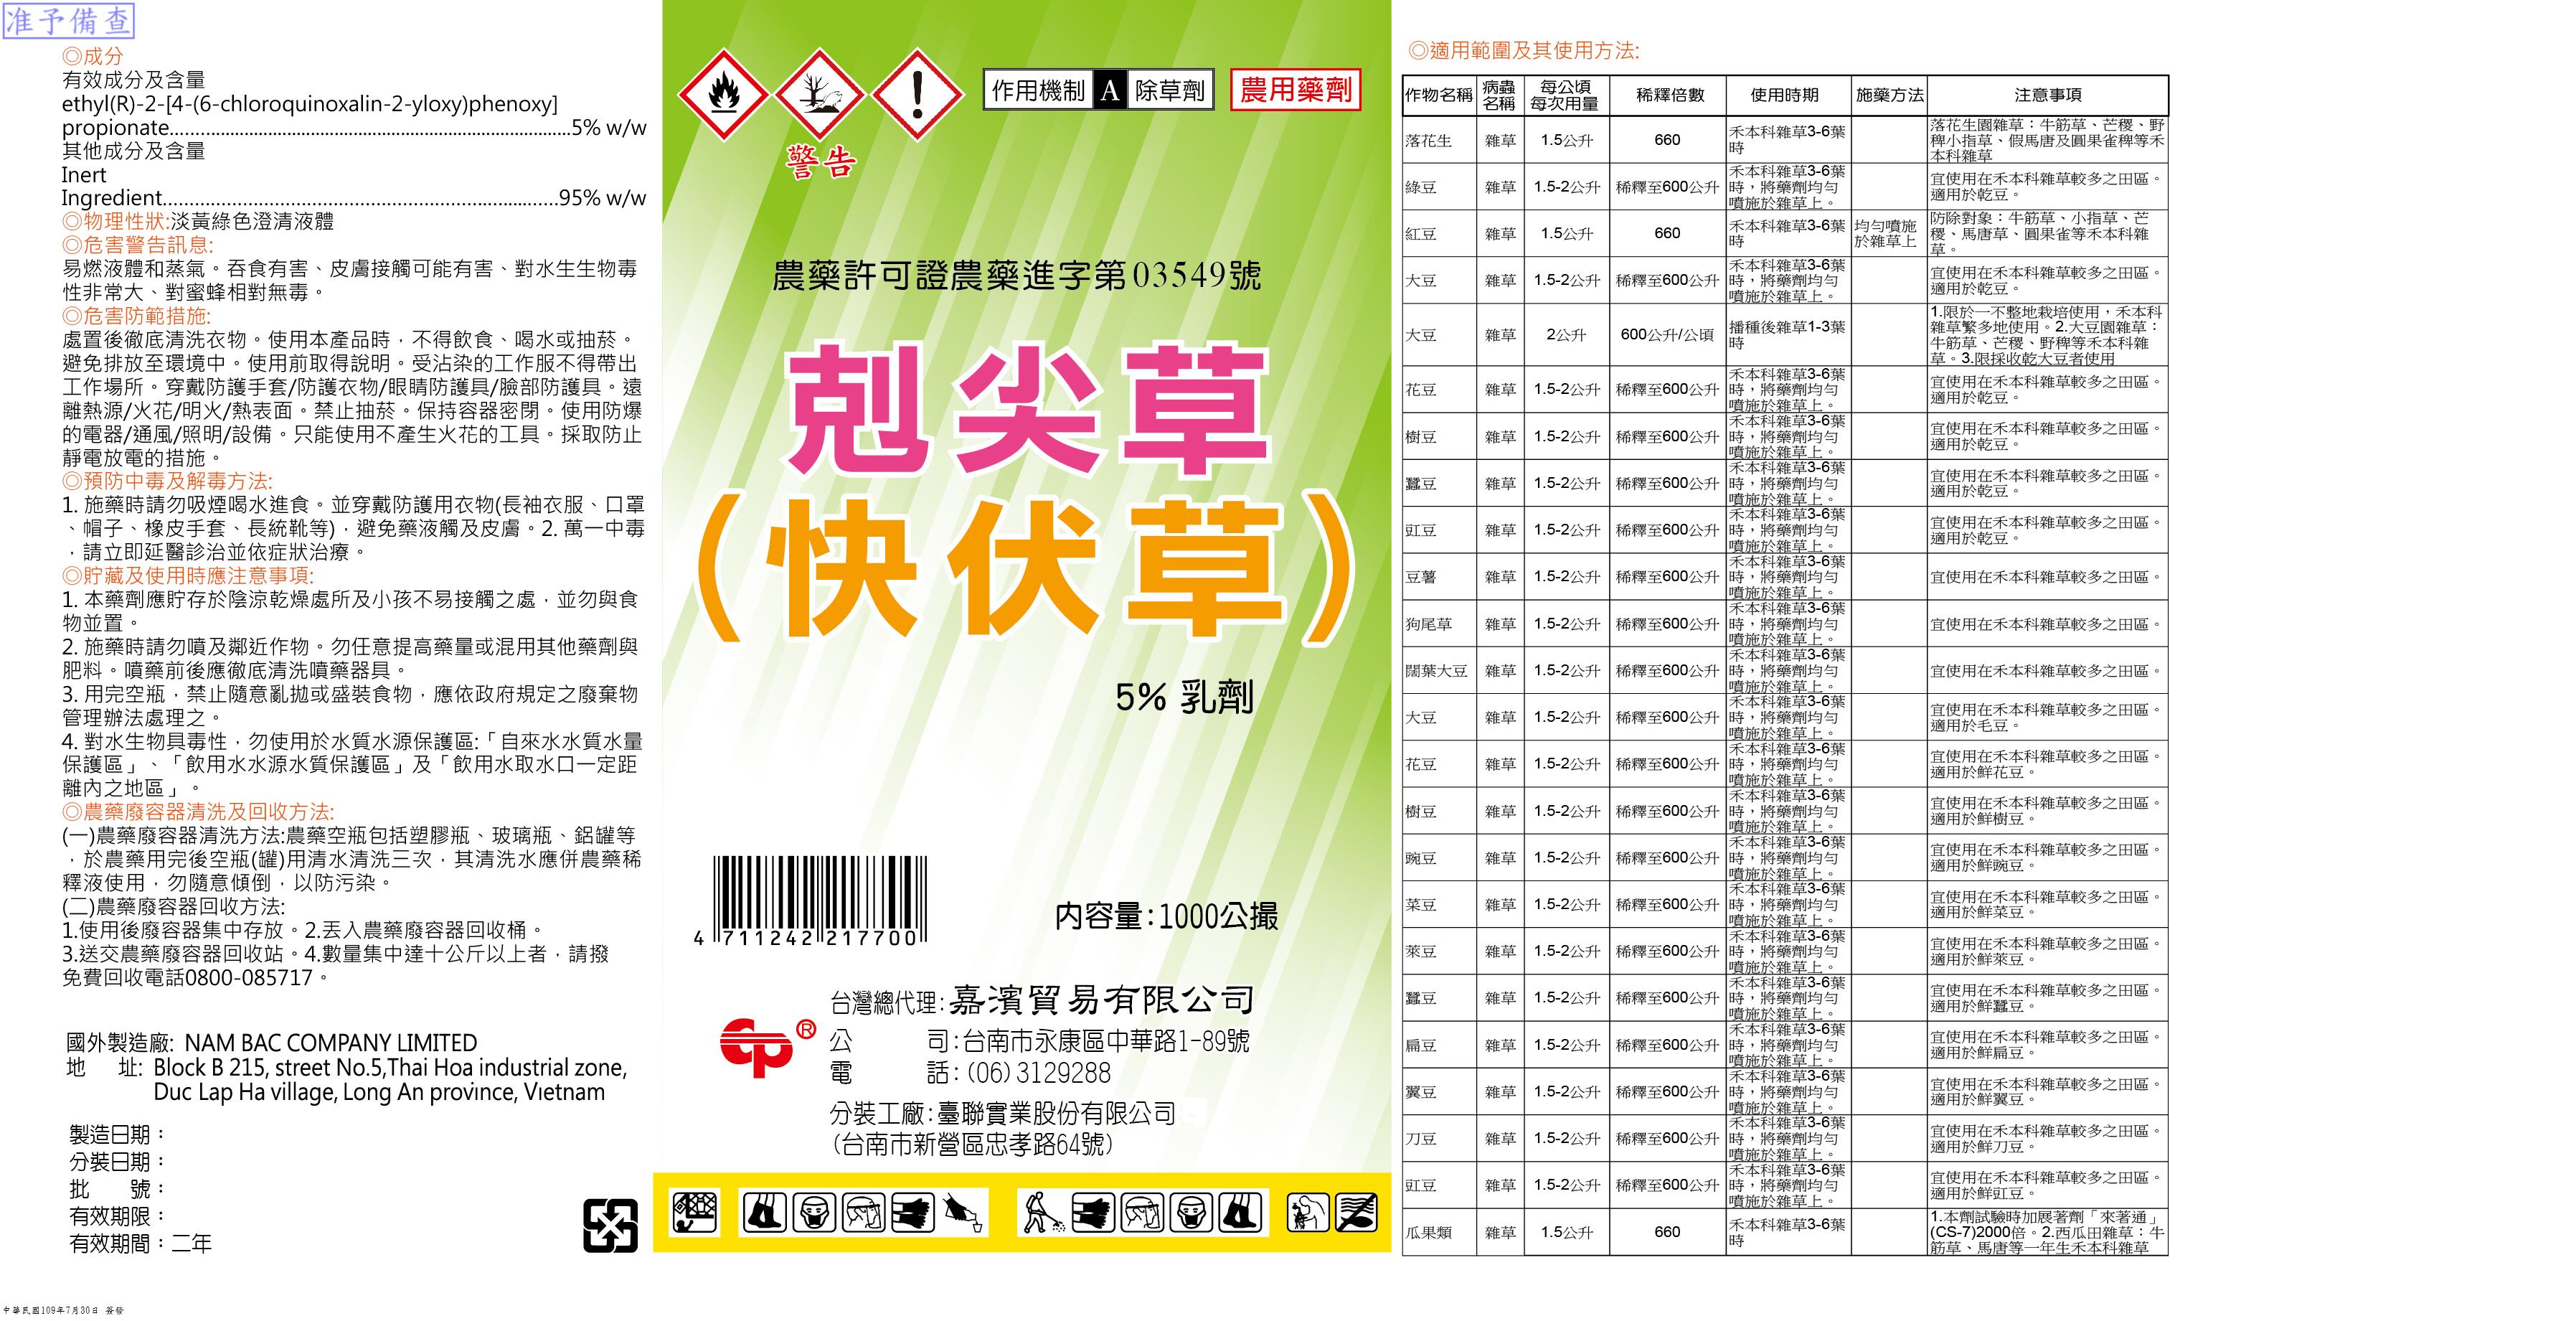 准予備查
◎成分
有效成分及含量
ethyl(R)-2-[4-(6-chloroquinoxalin-2-yloxy)phenoxy]
propionate..............................................................................5% w/w
其他成分及含量
Inert
Ingredient.............................................................................95% w/w
◎物理性狀:淡黃綠色澄清液體
◎危害警告訊息:
易燃液體和蒸氣。吞食有害、皮膚接觸可能有害、對水生生物毒
性非常大、對蜜蜂相對無毒。
◎危害防範措施:
處置後徹底清洗衣物。使用本產品時，不得飲食、喝水或抽菸。
避免排放至環境中。使用前取得說明。受沾染的工作服不得帶出
工作場所。穿戴防護手套/防護衣物/眼睛防護具/臉部防護具。遠
離熱源/火花/明火/熱表面。禁止抽菸。保持容器密閉。使用防爆
的電器/通風/照明/設備。只能使用不產生火花的工具。採取防止
靜電放電的措施。
◎預防中毒及解毒方法:
1. 施藥時請勿吸煙喝水進食。並穿戴防護用衣物(長袖衣服、口罩
、帽子、橡皮手套、長統靴等)，避免藥液觸及皮膚。2. 萬一中毒
，請立即延醫診治並依症狀治療。
◎貯藏及使用時應注意事項:
1. 本藥劑應貯存於陰涼乾燥處所及小孩不易接觸之處，並勿與食
物並置。
2. 施藥時請勿噴及鄰近作物。勿任意提高藥量或混用其他藥劑與
肥料。噴藥前後應徹底清洗噴藥器具。
3. 用完空瓶，禁止隨意亂拋或盛裝食物，應依政府規定之廢棄物
管理辦法處理之。
4. 對水生物具毒性，勿使用於水質水源保護區:「自來水水質水量
保護區」、「飲用水水源水質保護區」及「飲用水取水口一定距
離內之地區」。
◎農藥廢容器清洗及回收方法:
(一)農藥廢容器清洗方法:農藥空瓶包括塑膠瓶、玻璃瓶、鋁罐等
，於農藥用完後空瓶(罐)用清水清洗三次，其清洗水應併農藥稀
釋液使用，勿隨意傾倒，以防污染。
(二)農藥廢容器回收方法:
1.使用後廢容器集中存放。2.丟入農藥廢容器回收桶。
3.送交農藥廢容器回收站。4.數量集中達十公斤以上者，請撥
免費回收電話0800-085717。
國外製造廠: NAM BAC COMPANY LIMITED
地 址: Block B 215, street No.5,Thai Hoa industrial zone,
Duc Lap Ha village, Long An province, Vietnam
製造日期：
分裝日期：
批 號：
有效期限：
有效期間：二年
中華民國109年7月30日 簽發
作用機制 A 除草劑
農用藥劑
警告
農藥許可證農藥進字第03549號
剋尖草
(快伏草)
5% 乳劑
4 711242 217700
內容量:1000公撮
台灣總代理:嘉濱貿易有限公司
Cp ®
公 司:台南市永康區中華路1-89號
電 話:(06)3129288
分裝工廠:臺聯實業股份有限公司
(台南市新營區忠孝路64號)
◎適用範圍及其使用方法:
作物名稱 病蟲名稱 每公頃每次用量 稀釋倍數 使用時期 施藥方法 注意事項
落花生 雜草 1.5公升 660 禾本科雜草3-6葉時 落花生園雜草：牛筋草、芒稷、野稗小指草、假馬唐及圓果雀稗等禾本科雜草
綠豆 雜草 1.5-2公升 稀釋至600公升 禾本科雜草3-6葉時，將藥劑均勻噴施於雜草上。 宜使用在禾本科雜草較多之田區。適用於乾豆。
紅豆 雜草 1.5公升 660 禾本科雜草3-6葉時 均勻噴施於雜草上 防除對象：牛筋草、小指草、芒稷、馬唐草、圓果雀等禾本科雜草。
大豆 雜草 1.5-2公升 稀釋至600公升 禾本科雜草3-6葉時，將藥劑均勻噴施於雜草上。 宜使用在禾本科雜草較多之田區。適用於乾豆。
大豆 雜草 2公升 600公升/公頃 播種後雜草1-3葉時 1.限於一不整地栽培使用，禾本科雜草繁多地使用。2.大豆園雜草：牛筋草、芒稷、野稗等禾本科雜草。3.限採收乾大豆者使用
花豆 雜草 1.5-2公升 稀釋至600公升 禾本科雜草3-6葉時，將藥劑均勻噴施於雜草上。 宜使用在禾本科雜草較多之田區。適用於乾豆。
樹豆 雜草 1.5-2公升 稀釋至600公升 禾本科雜草3-6葉時，將藥劑均勻噴施於雜草上。 宜使用在禾本科雜草較多之田區。適用於乾豆。
蠶豆 雜草 1.5-2公升 稀釋至600公升 禾本科雜草3-6葉時，將藥劑均勻噴施於雜草上。 宜使用在禾本科雜草較多之田區。適用於乾豆。
豇豆 雜草 1.5-2公升 稀釋至600公升 禾本科雜草3-6葉時，將藥劑均勻噴施於雜草上。 宜使用在禾本科雜草較多之田區。適用於乾豆。
豆薯 雜草 1.5-2公升 稀釋至600公升 禾本科雜草3-6葉時，將藥劑均勻噴施於雜草上。 宜使用在禾本科雜草較多之田區。
狗尾草 雜草 1.5-2公升 稀釋至600公升 禾本科雜草3-6葉時，將藥劑均勻噴施於雜草上。 宜使用在禾本科雜草較多之田區。
闊葉大豆 雜草 1.5-2公升 稀釋至600公升 禾本科雜草3-6葉時，將藥劑均勻噴施於雜草上。 宜使用在禾本科雜草較多之田區。
大豆 雜草 1.5-2公升 稀釋至600公升 禾本科雜草3-6葉時，將藥劑均勻噴施於雜草上。 宜使用在禾本科雜草較多之田區。適用於毛豆。
花豆 雜草 1.5-2公升 稀釋至600公升 禾本科雜草3-6葉時，將藥劑均勻噴施於雜草上。 宜使用在禾本科雜草較多之田區。適用於鮮花豆。
樹豆 雜草 1.5-2公升 稀釋至600公升 禾本科雜草3-6葉時，將藥劑均勻噴施於雜草上。 宜使用在禾本科雜草較多之田區。適用於鮮樹豆。
豌豆 雜草 1.5-2公升 稀釋至600公升 禾本科雜草3-6葉時，將藥劑均勻噴施於雜草上。 宜使用在禾本科雜草較多之田區。適用於鮮豌豆。
菜豆 雜草 1.5-2公升 稀釋至600公升 禾本科雜草3-6葉時，將藥劑均勻噴施於雜草上。 宜使用在禾本科雜草較多之田區。適用於鮮菜豆。
萊豆 雜草 1.5-2公升 稀釋至600公升 禾本科雜草3-6葉時，將藥劑均勻噴施於雜草上。 宜使用在禾本科雜草較多之田區。適用於鮮萊豆。
蠶豆 雜草 1.5-2公升 稀釋至600公升 禾本科雜草3-6葉時，將藥劑均勻噴施於雜草上。 宜使用在禾本科雜草較多之田區。適用於鮮蠶豆。
扁豆 雜草 1.5-2公升 稀釋至600公升 禾本科雜草3-6葉時，將藥劑均勻噴施於雜草上。 宜使用在禾本科雜草較多之田區。適用於鮮扁豆。
翼豆 雜草 1.5-2公升 稀釋至600公升 禾本科雜草3-6葉時，將藥劑均勻噴施於雜草上。 宜使用在禾本科雜草較多之田區。適用於鮮翼豆。
刀豆 雜草 1.5-2公升 稀釋至600公升 禾本科雜草3-6葉時，將藥劑均勻噴施於雜草上。 宜使用在禾本科雜草較多之田區。適用於鮮刀豆。
豇豆 雜草 1.5-2公升 稀釋至600公升 禾本科雜草3-6葉時，將藥劑均勻噴施於雜草上。 宜使用在禾本科雜草較多之田區。適用於鮮豇豆。
瓜果類 雜草 1.5公升 660 禾本科雜草3-6葉時 1.本劑試驗時加展著劑「來著通」(CS-7)2000倍。2.西瓜田雜草：牛筋草、馬唐等一年生禾本科雜草